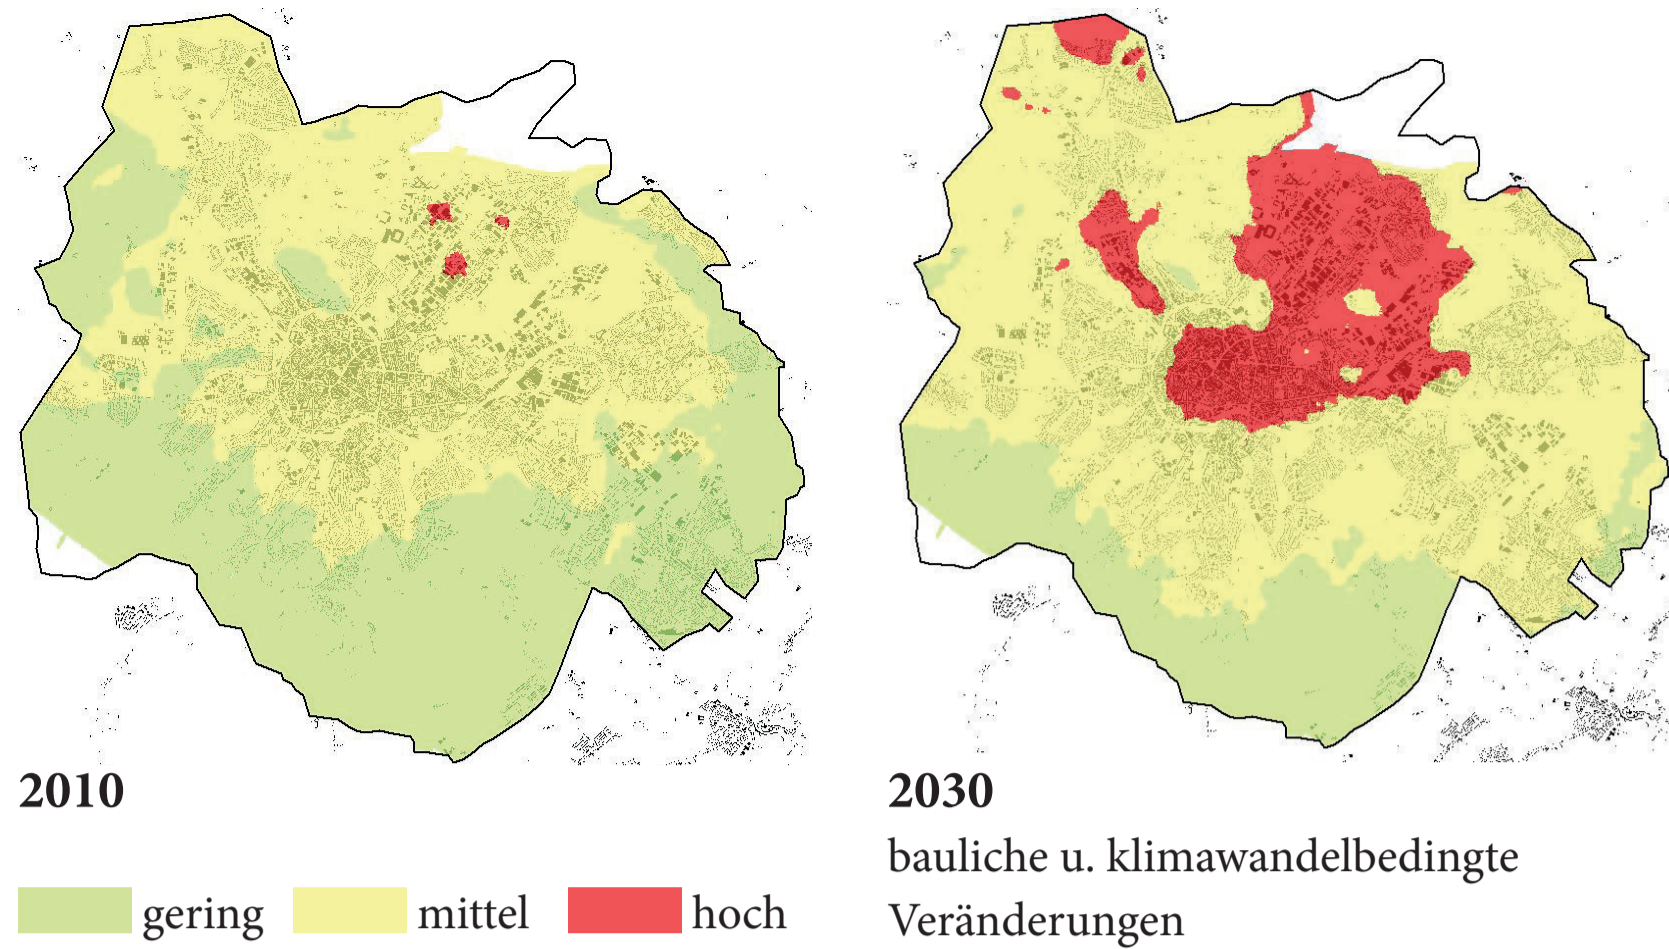 2010
gering mittel hoch
2030
bauliche u. klimawandelbedingte
Veränderungen